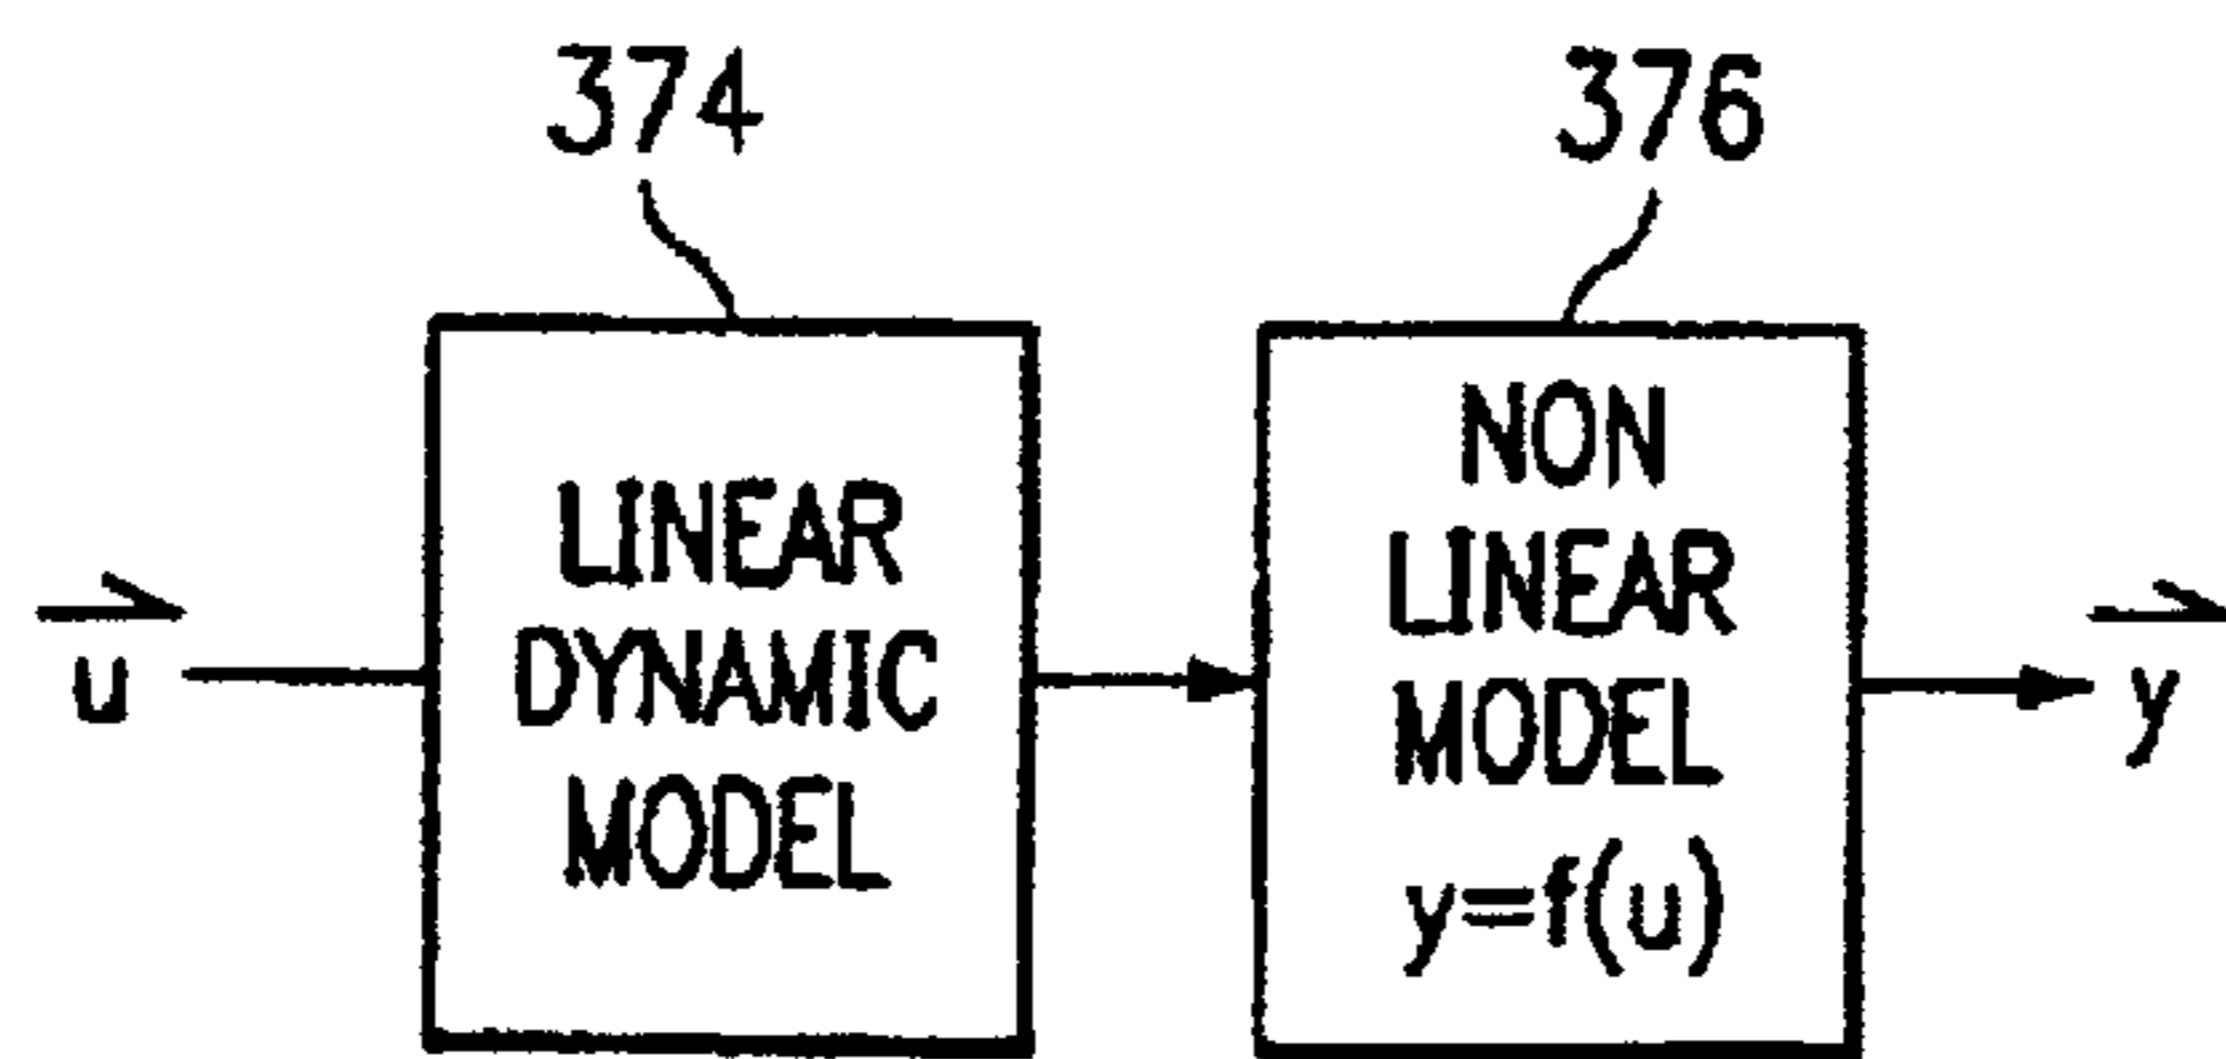 374
376
u
LINEAR
DYNAMIC
MODEL
NON
LINEAR
MODEL
y=f(u)
y